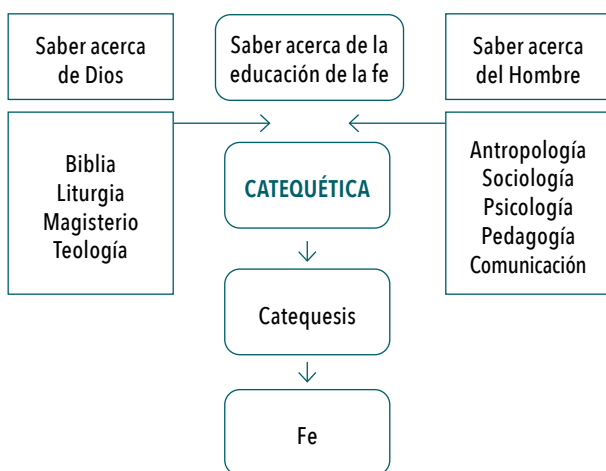 Saber acerca
de Dios
Saber acerca de la
educación de la fe
Saber acerca
del Hombre
Biblia
Liturgia
Magisterio
Teología
CATEQUÉTICA
Antropología
Sociología
Psicología
Pedagogía
Comunicación
Catequesis
Fe